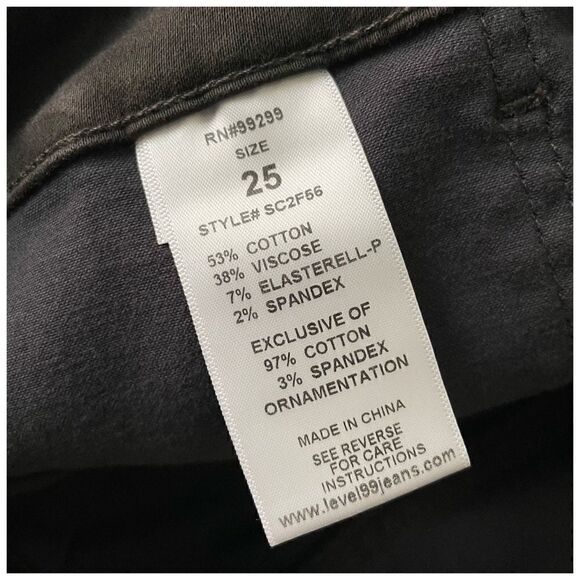 RN#99299
SIZE
25
STYLE# SC2F56
53% COTTON
38% VISCOSE
7% ELASTERELL-P
2% SPANDEX
EXCLUSIVE OF
97% COTTON
3% SPANDEX
ORNAMENTATION
MADE IN CHINA
SEE REVERSE
FOR CARE
INSTRUCTIONS
www.level99jeans.com